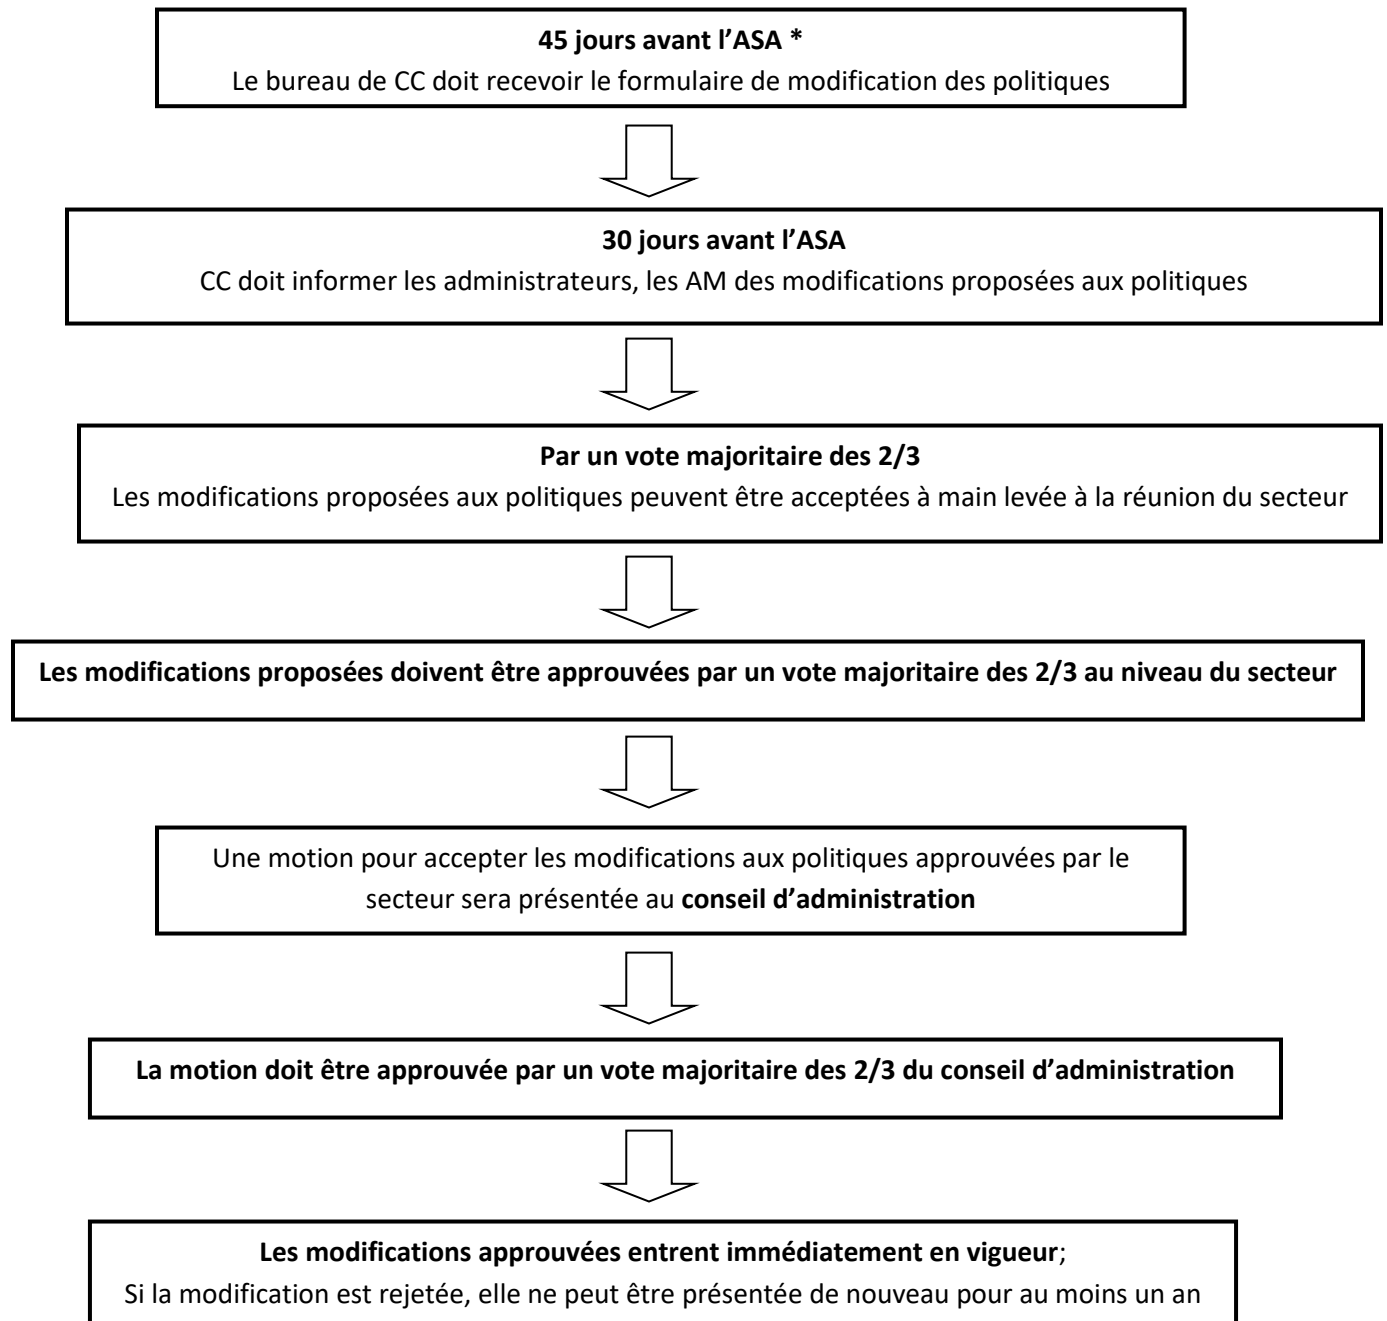 45 jours avant l’ASA *
Le bureau de CC doit recevoir le formulaire de modification des politiques
30 jours avant l’ASA
CC doit informer les administrateurs, les AM des modifications proposées aux politiques
Par un vote majoritaire des 2/3
Les modifications proposées aux politiques peuvent être acceptées à main levée à la réunion du secteur
Les modifications proposées doivent être approuvées par un vote majoritaire des 2/3 au niveau du secteur
Une motion pour accepter les modifications aux politiques approuvées par le
secteur sera présentée au conseil d’administration
La motion doit être approuvée par un vote majoritaire des 2/3 du conseil d’administration
Les modifications approuvées entrent immédiatement en vigueur;
Si la modification est rejetée, elle ne peut être présentée de nouveau pour au moins un an